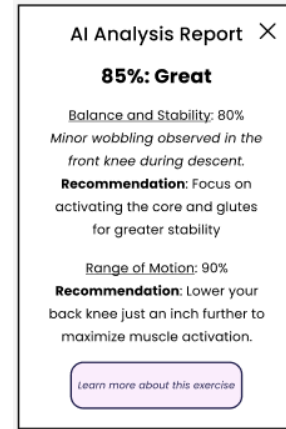 AI Analysis Report
85%: Great
Balance and Stability: 80%
Minor wobbling observed in the
front knee during descent.
Recommendation: Focus on
activating the core and glutes
for greater stability
Range of Motion: 90%
Recommendation: Lower your
back knee just an inch further to
maximize muscle activation.
Learn more about this exercise